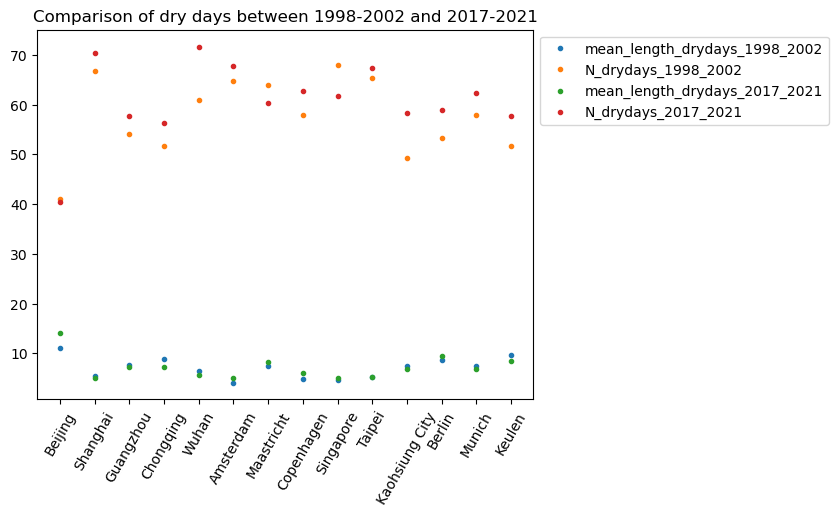 Comparison of dry days between 1998-2002 and 2017-2021
mean_length_drydays_1998_2002
N_drydays_1998_2002
mean_length_drydays_2017_2021
N_drydays_2017_2021
70
60
50
40
30
20
10
Beijing
Shanghai
Guangzhou
Chongqing
Wuhan
Amsterdam
Maastricht
Copenhagen
Singapore
Taipei
Kaohsiung City
Berlin
Munich
Keulen